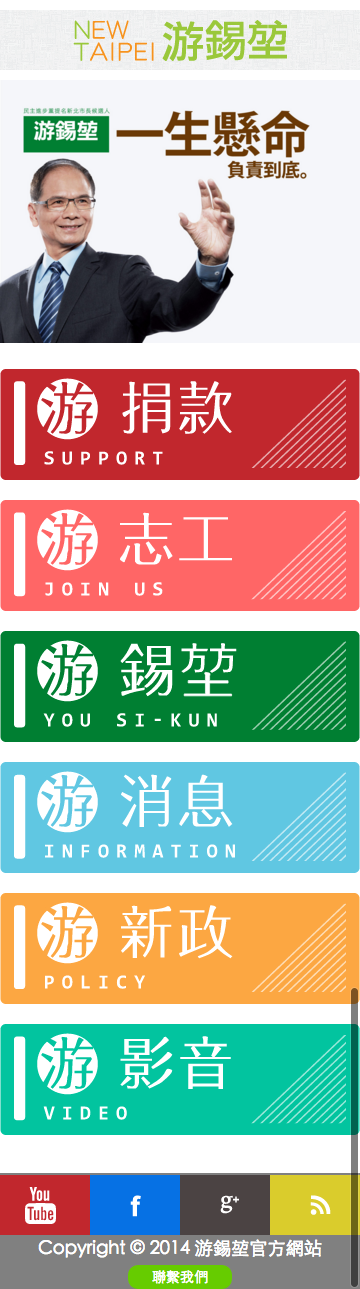 NEW
TAIPEI 游錫堃
民主進步黨提名新北市長候選人
游錫堃
一生懸命
負責到底。
游 捐款
SUPPORT
游 志工
JOIN US
游 錫堃
YOU SI-KUN
游 消息
INFORMATION
游 新政
POLICY
游 影音
VIDEO
You
Tube
f
g+
Copyright © 2014 游錫堃官方網站
聯繫我們